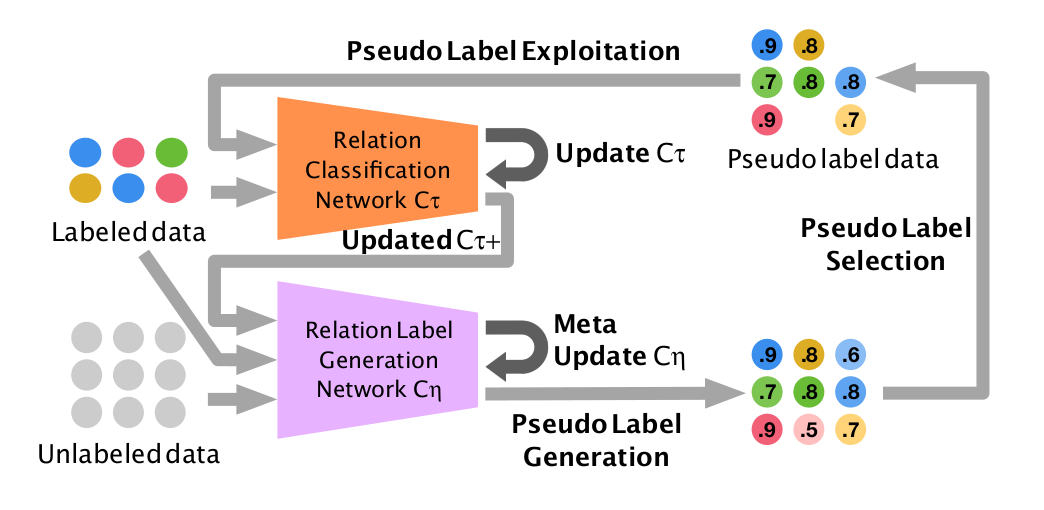 Pseudo Label Exploitation
.9 .8
.7 .8 .8
.9 .7
Pseudo label data
Relation
Classification
Network Cτ
Update Cτ
Labeled data
Updated Cτ+
Pseudo Label
Selection
Relation Label
Generation
Network Cη
Meta
Update Cη
.9 .8 .6
.7 .8 .8
.9 .5 .7
Pseudo Label
Generation
Unlabeled data